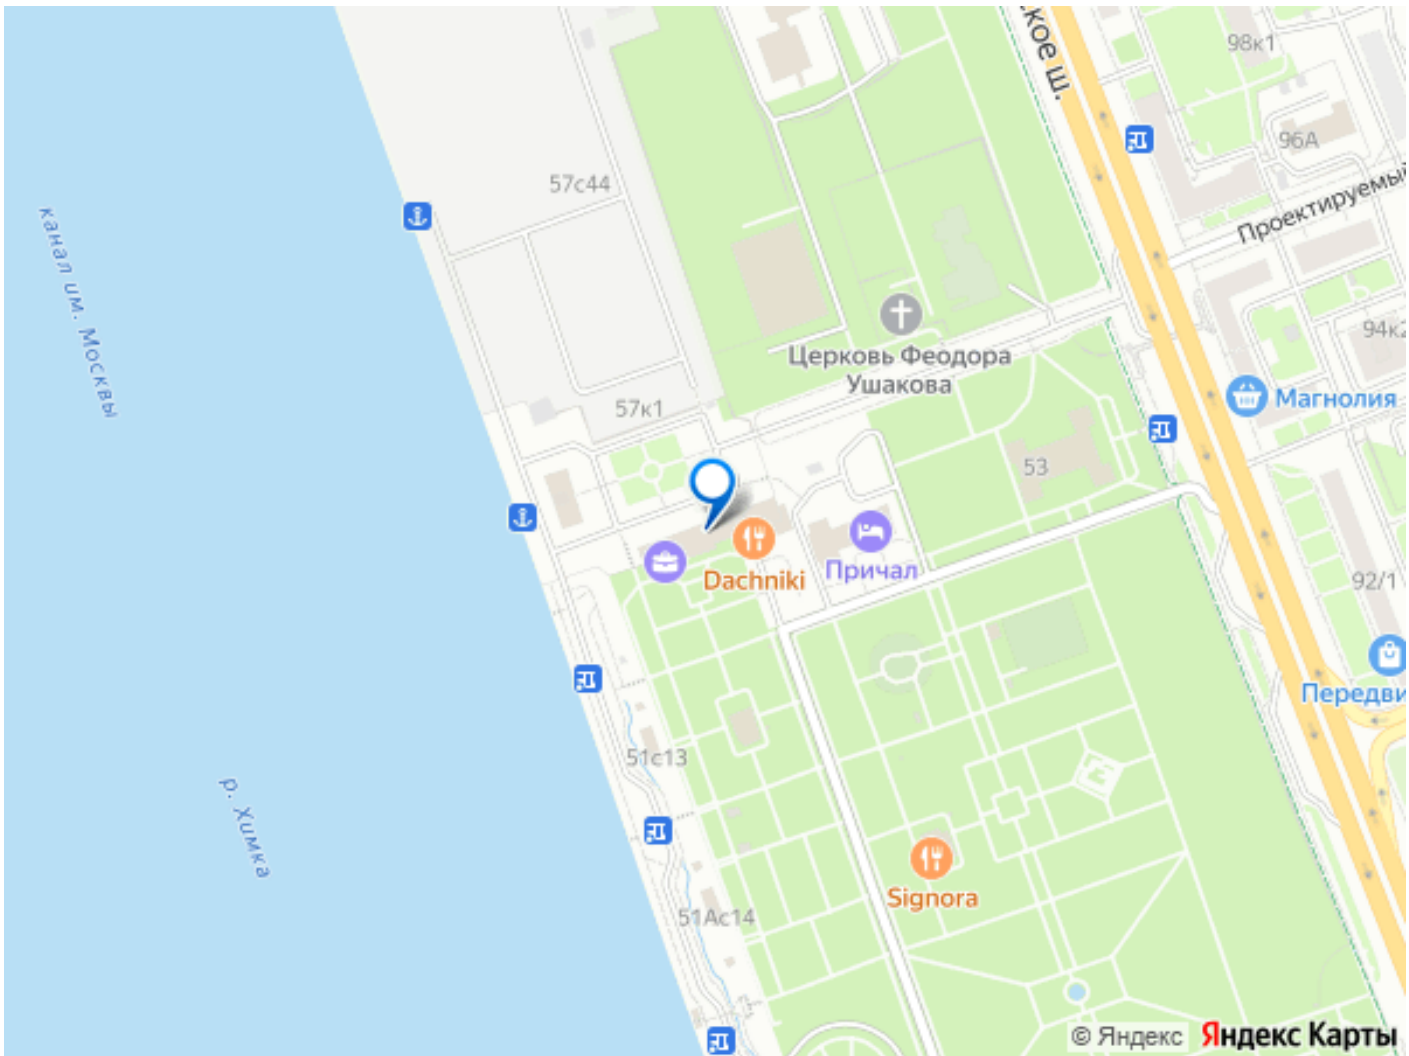 ское ш.
98к1
96А
57с44
Проектируемый
канал им. Москвы
Церковь Феодора
Ушакова
94к2
Магнолия
57к1
53
Dachniki
Причал
92/1
Передви
51с13
р. Химка
Signora
51Ас14
© Яндекс Яндекс Карты